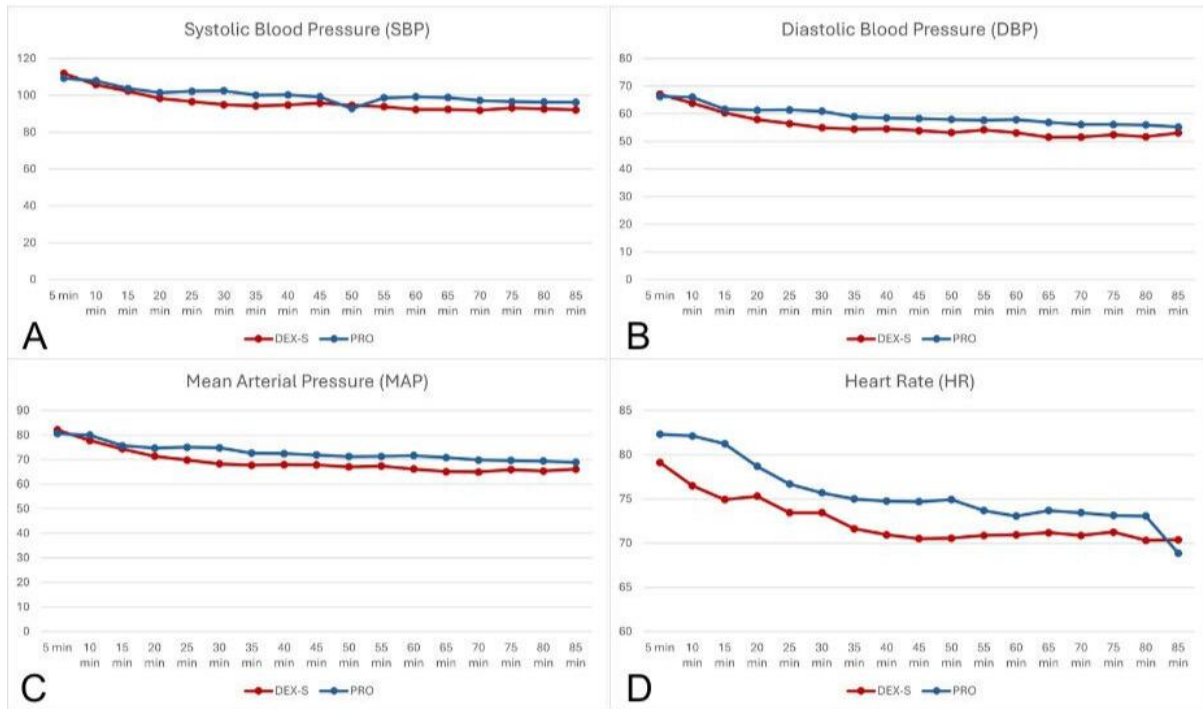 Systolic Blood Pressure (SBP)
120
100
80
60
40
20
0
5 min 10 min 15 min 20 min 25 min 30 min 35 min 40 min 45 min 50 min 55 min 60 min 65 min 70 min 75 min 80 min 85 min
DEX-S PRO
A
Diastolic Blood Pressure (DBP)
80
70
60
50
40
30
20
10
0
5 min 10 min 15 min 20 min 25 min 30 min 35 min 40 min 45 min 50 min 55 min 60 min 65 min 70 min 75 min 80 min 85 min
DEX-S PRO
B
Mean Arterial Pressure (MAP)
90
80
70
60
50
40
30
20
10
0
5 min 10 min 15 min 20 min 25 min 30 min 35 min 40 min 45 min 50 min 55 min 60 min 65 min 70 min 75 min 80 min 85 min
DEX-S PRO
C
Heart Rate (HR)
85
80
75
70
65
60
5 min 10 min 15 min 20 min 25 min 30 min 35 min 40 min 45 min 50 min 55 min 60 min 65 min 70 min 75 min 80 min 85 min
DEX-S PRO
D